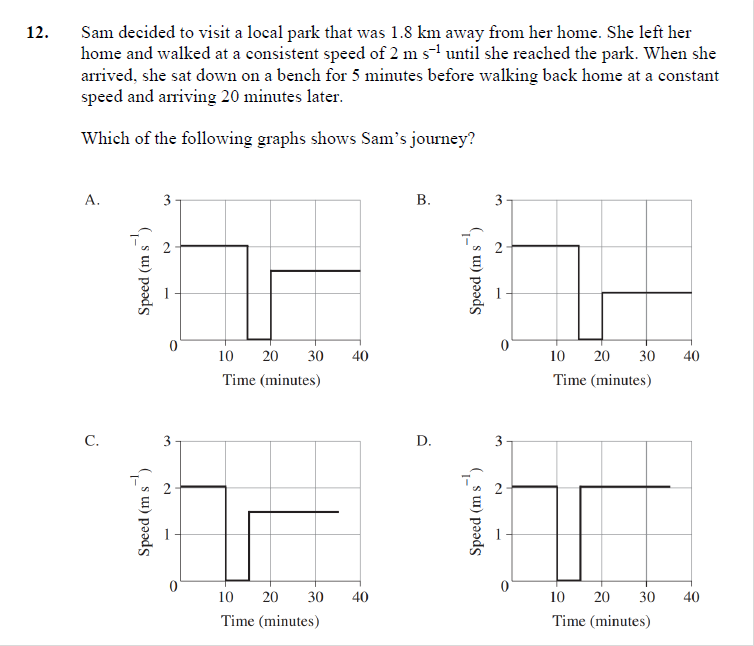 12. Sam decided to visit a local park that was 1.8 km away from her home. She left her
home and walked at a consistent speed of 2 m s⁻¹ until she reached the park. When she
arrived, she sat down on a bench for 5 minutes before walking back home at a constant
speed and arriving 20 minutes later.
Which of the following graphs shows Sam's journey?
A.
3
2
1
0
Speed (m s⁻¹)
10 20 30 40
Time (minutes)
B.
3
2
1
0
Speed (m s⁻¹)
10 20 30 40
Time (minutes)
C.
3
2
1
0
Speed (m s⁻¹)
10 20 30 40
Time (minutes)
D.
3
2
1
0
Speed (m s⁻¹)
10 20 30 40
Time (minutes)